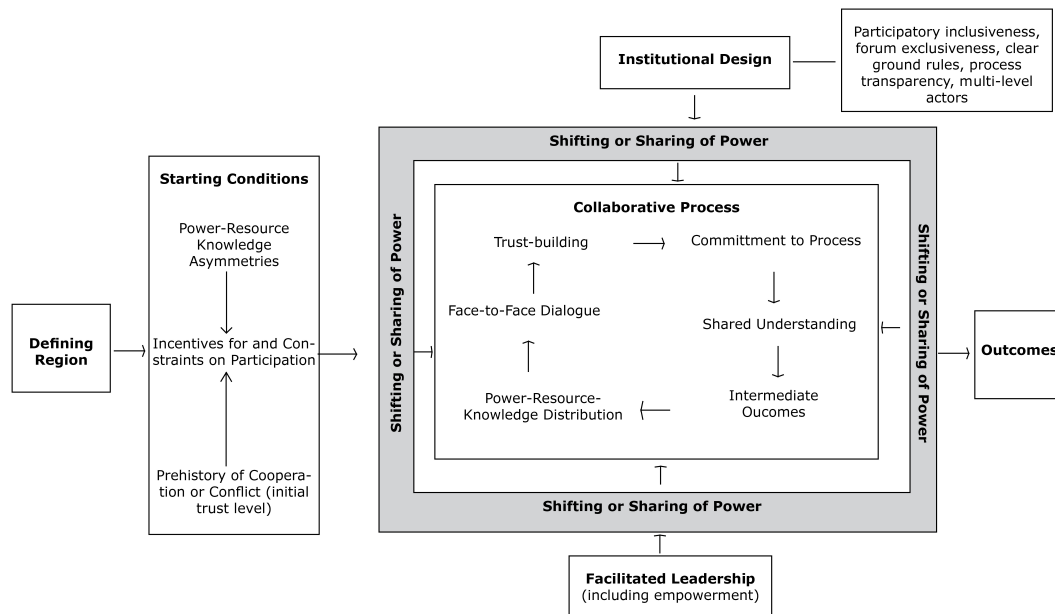 Institutional Design
Participatory inclusiveness,
forum exclusiveness, clear
ground rules, process
transparency, multi-level
actors
Shifting or Sharing of Power
Starting Conditions
Power-Resource
Knowledge
Asymmetries
Incentives for and Con-
straints on Participation
Prehistory of Coopera-
tion or Conflict (initial
trust level)
Defining
Region
Shifting or Sharing of Power
Collaborative Process
Trust-building
Committment to Process
Face-to-Face Dialogue
Shared Understanding
Power-Resource-
Knowledge Distribution
Intermediate
Oucomes
Shifting or Sharing of Power
Outcomes
Shifting or Sharing of Power
Facilitated Leadership
(including empowerment)